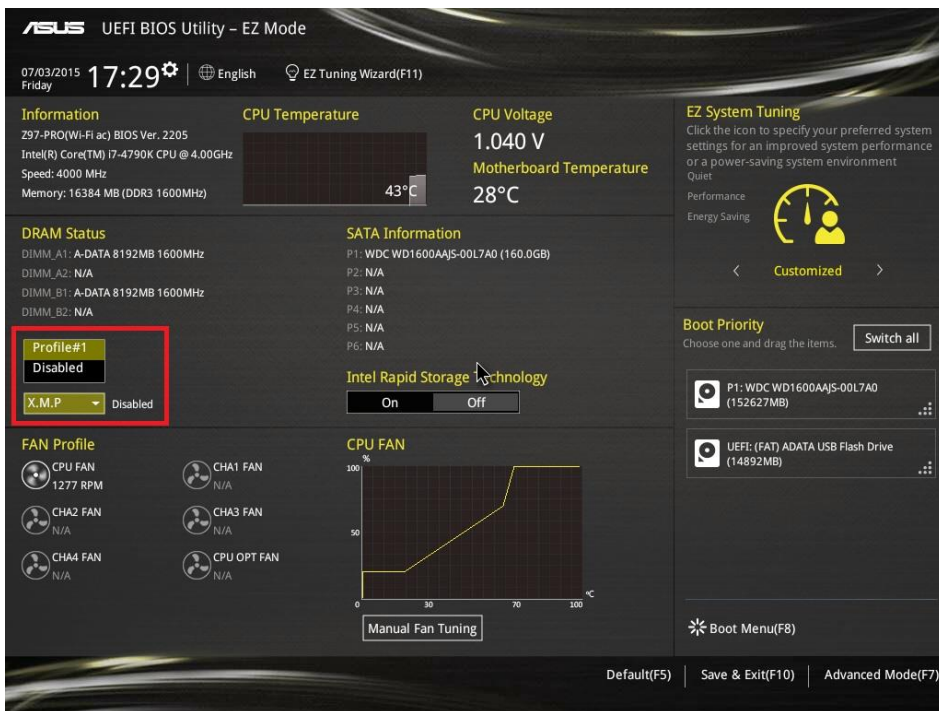 ASUS UEFI BIOS Utility – EZ Mode
07/03/2015
Friday
17:29
English
EZ Tuning Wizard(F11)
Information
Z97-PRO(Wi-Fi ac) BIOS Ver. 2205
Intel(R) Core(TM) i7-4790K CPU @ 4.00GHz
Speed: 4000 MHz
Memory: 16384 MB (DDR3 1600MHz)
CPU Temperature
43°C
CPU Voltage
1.040 V
Motherboard Temperature
28°C
EZ System Tuning
Click the icon to specify your preferred system
settings for an improved system performance
or a power-saving system environment
Quiet
Performance
Energy Saving
Customized
DRAM Status
DIMM_A1: A-DATA 8192MB 1600MHz
DIMM_A2: N/A
DIMM_B1: A-DATA 8192MB 1600MHz
DIMM_B2: N/A
Profile#1
Disabled
X.M.P Disabled
SATA Information
P1: WDC WD1600AAJS-00L7A0 (160.0GB)
P2: N/A
P3: N/A
P4: N/A
P5: N/A
P6: N/A
Intel Rapid Storage Technology
On Off
Boot Priority
Choose one and drag the items.
Switch all
P1: WDC WD1600AAJS-00L7A0
(152627MB)
UEFI: (FAT) ADATA USB Flash Drive
(14892MB)
FAN Profile
CPU FAN
1277 RPM
CHA1 FAN
N/A
CHA2 FAN
N/A
CHA3 FAN
N/A
CHA4 FAN
N/A
CPU OPT FAN
N/A
CPU FAN
%
100
50
0 30 70 100
°C
Manual Fan Tuning
Boot Menu(F8)
Default(F5) Save & Exit(F10) Advanced Mode(F7)